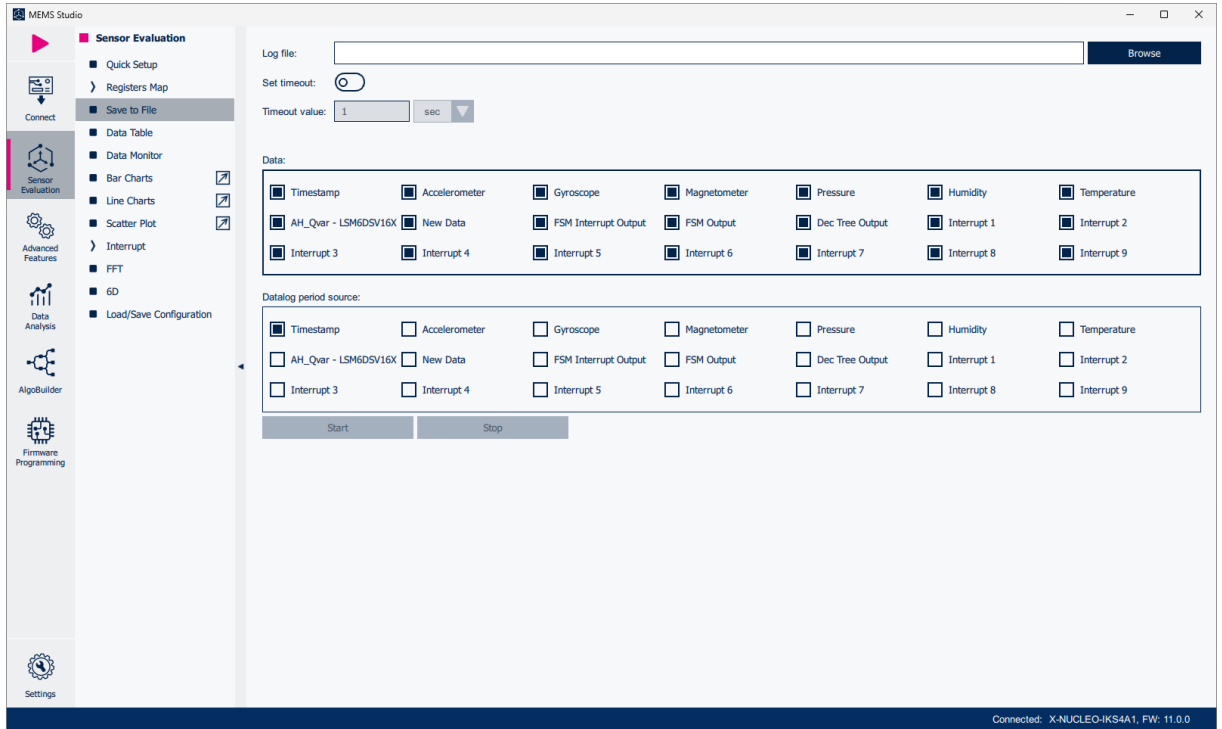 MEMS Studio
Connect
Sensor
Evaluation
Advanced
Features
Data
Analysis
AlgoBuilder
Firmware
Programming
Settings
Sensor Evaluation
Quick Setup
Registers Map
Save to File
Data Table
Data Monitor
Bar Charts
Line Charts
Scatter Plot
Interrupt
FFT
6D
Load/Save Configuration
Log file: Browse
Set timeout:
Timeout value: 1 sec
Data:
Timestamp Accelerometer Gyroscope Magnetometer Pressure Humidity Temperature
AH_Qvar - LSM6DSV16X New Data FSM Interrupt Output FSM Output Dec Tree Output Interrupt 1 Interrupt 2
Interrupt 3 Interrupt 4 Interrupt 5 Interrupt 6 Interrupt 7 Interrupt 8 Interrupt 9
Datalog period source:
Timestamp Accelerometer Gyroscope Magnetometer Pressure Humidity Temperature
AH_Qvar - LSM6DSV16X New Data FSM Interrupt Output FSM Output Dec Tree Output Interrupt 1 Interrupt 2
Interrupt 3 Interrupt 4 Interrupt 5 Interrupt 6 Interrupt 7 Interrupt 8 Interrupt 9
Start Stop
Connected: X-NUCLEO-IKS4A1, FW: 11.0.0